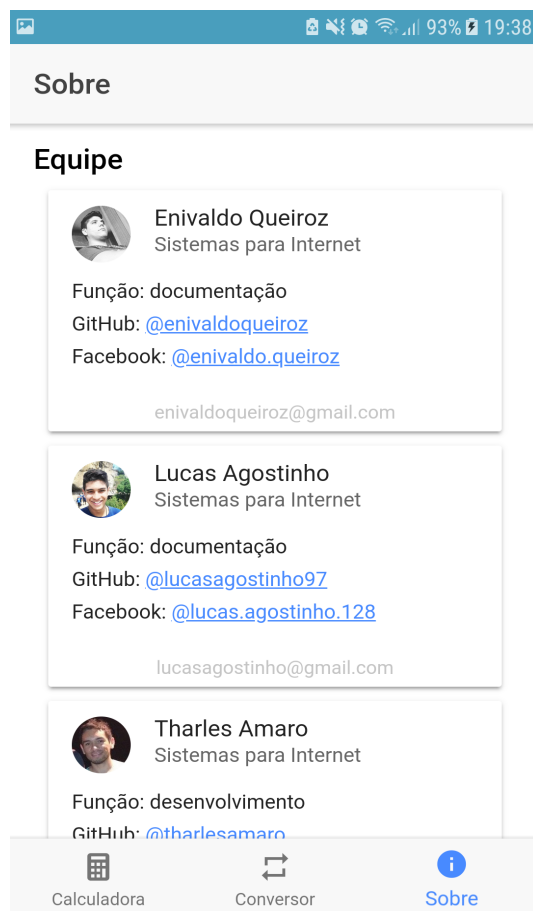 93% 19:38
Sobre
Equipe
Enivaldo Queiroz
Sistemas para Internet
Função: documentação
GitHub: @enivaldoqueiroz
Facebook: @enivaldo.queiroz
enivaldoqueiroz@gmail.com
Lucas Agostinho
Sistemas para Internet
Função: documentação
GitHub: @lucasagostinho97
Facebook: @lucas.agostinho.128
lucasagostinho@gmail.com
Tharles Amaro
Sistemas para Internet
Função: desenvolvimento
GitHub: @tharlesamaro
Calculadora Conversor Sobre